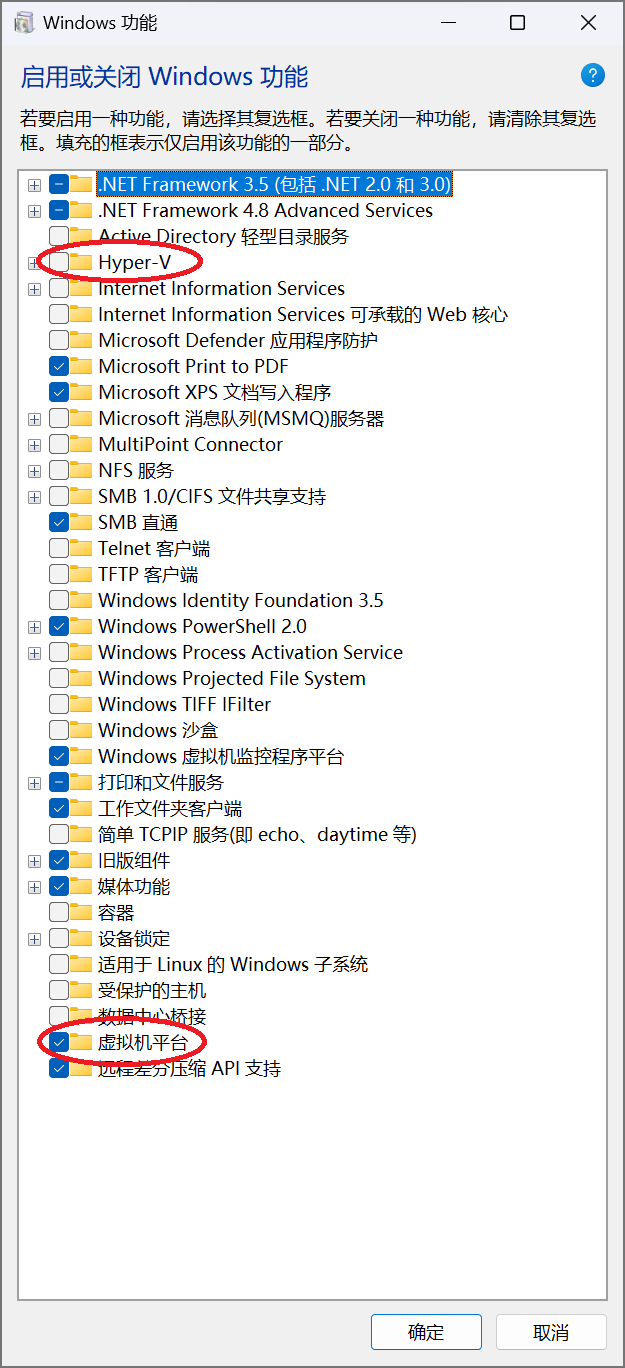 Windows 功能
启用或关闭 Windows 功能
?
若要启用一种功能，请选择其复选框。若要关闭一种功能，请清除其复选
框。填充的框表示仅启用该功能的一部分。
.NET Framework 3.5 (包括 .NET 2.0 和 3.0)
.NET Framework 4.8 Advanced Services
Active Directory 轻型目录服务
Hyper-V
Internet Information Services
Internet Information Services 可承载的 Web 核心
Microsoft Defender 应用程序防护
Microsoft Print to PDF
Microsoft XPS 文档写入程序
Microsoft 消息队列(MSMQ)服务器
MultiPoint Connector
NFS 服务
SMB 1.0/CIFS 文件共享支持
SMB 直通
Telnet 客户端
TFTP 客户端
Windows Identity Foundation 3.5
Windows PowerShell 2.0
Windows Process Activation Service
Windows Projected File System
Windows TIFF IFilter
Windows 沙盒
Windows 虚拟机监控程序平台
打印和文件服务
工作文件夹客户端
简单 TCPIP 服务(即 echo、daytime 等)
旧版组件
媒体功能
容器
设备锁定
适用于 Linux 的 Windows 子系统
受保护的主机
数据中心桥接
虚拟机平台
远程差分压缩 API 支持
确定
取消